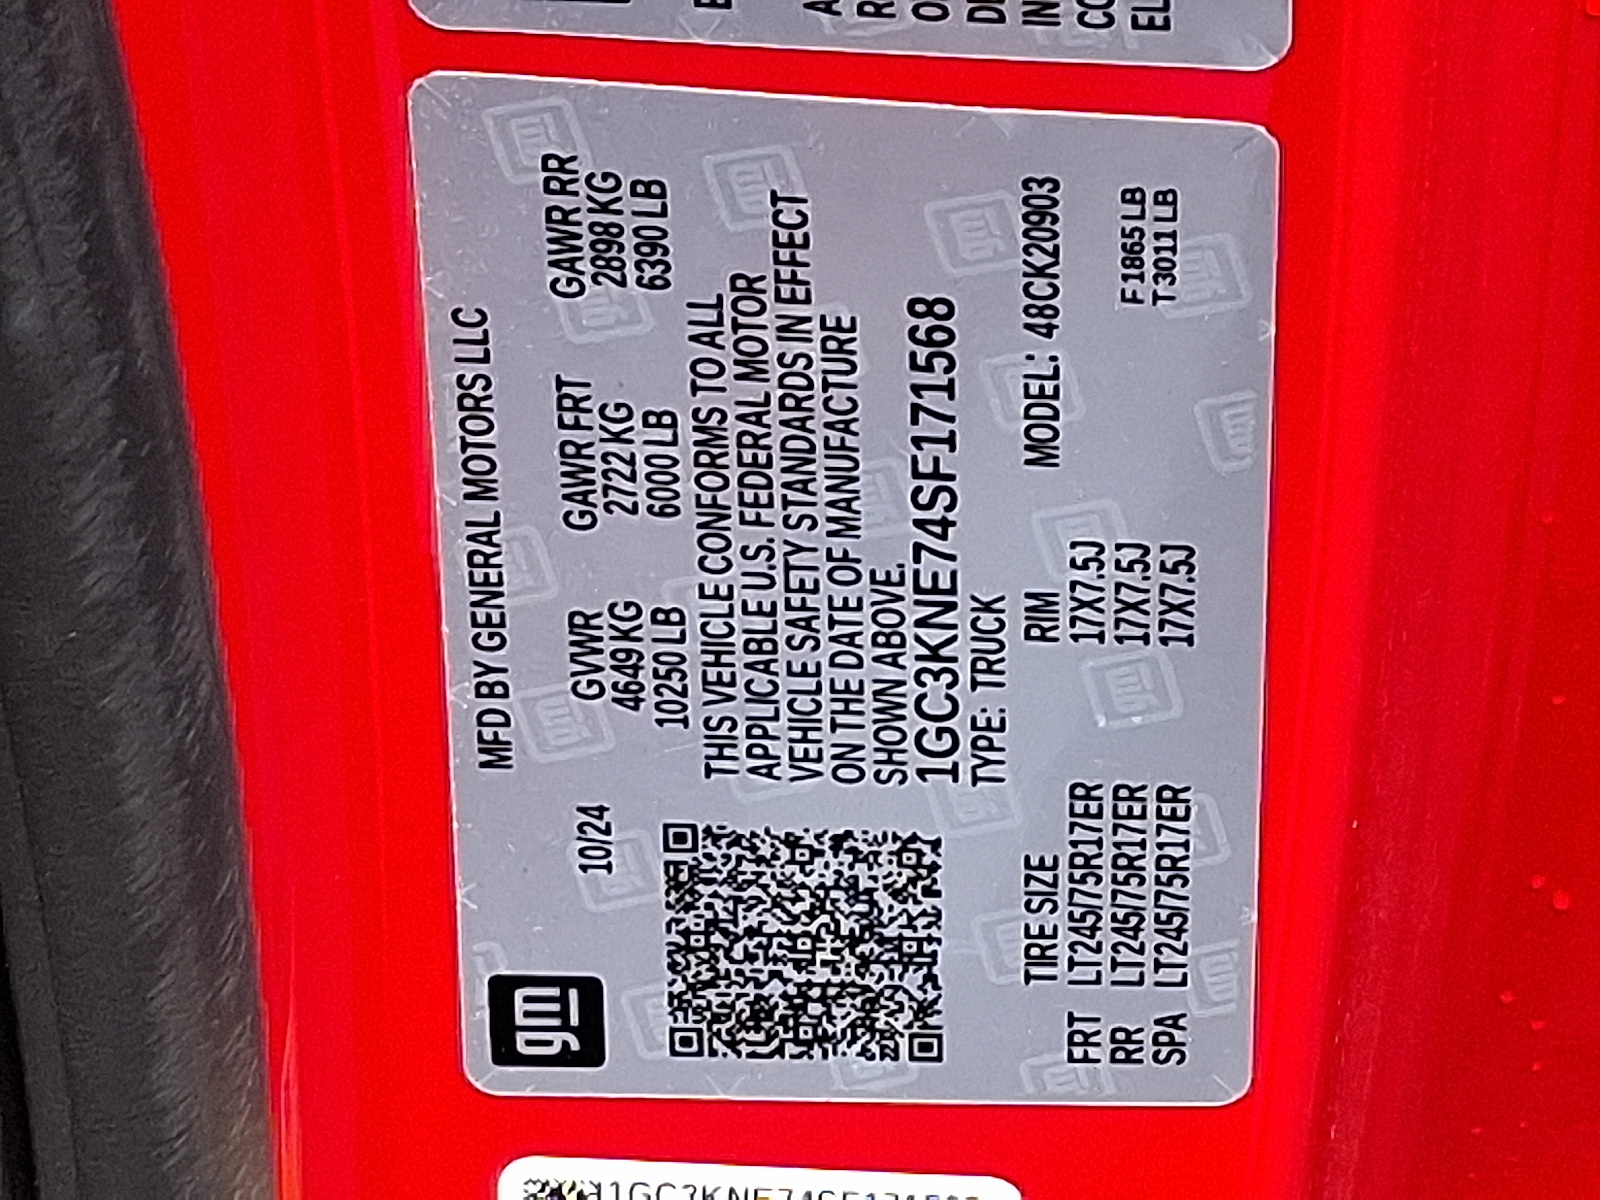 gm
MFD BY GENERAL MOTORS LLC
10/24
GVWR GAWR FRT GAWR RR
4649 KG 2722 KG 2898 KG
10250 LB 6000 LB 6390 LB
THIS VEHICLE CONFORMS TO ALL
APPLICABLE U.S. FEDERAL MOTOR
VEHICLE SAFETY STANDARDS IN EFFECT
ON THE DATE OF MANUFACTURE
SHOWN ABOVE.
1GC3KNE74SF171568
TYPE: TRUCK
TIRE SIZE RIM MODEL: 48CK20903
FRT LT245/75R17ER 17X7.5J
RR LT245/75R17ER 17X7.5J F1865 LB
SPA LT245/75R17ER 17X7.5J T3011 LB